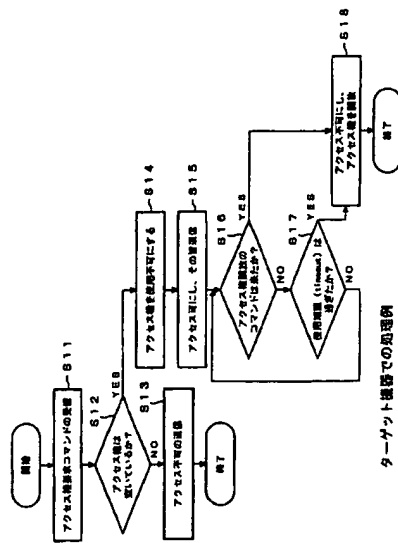 開始
アクセス権要求コマンドの受信
S11
アクセス権は
空いているか?
S12
YES
NO
アクセス不可の返信
S13
終了
アクセス権を使用不可にする
S14
アクセス可にし、その旨返信
S15
アクセス権開放の
コマンドは来たか?
S16
YES
NO
使用期限 (timeout) は
過ぎたか?
S17
YES
NO
アクセス不可にし、
アクセス権を開放
S18
終了
ターゲット機器での処理例